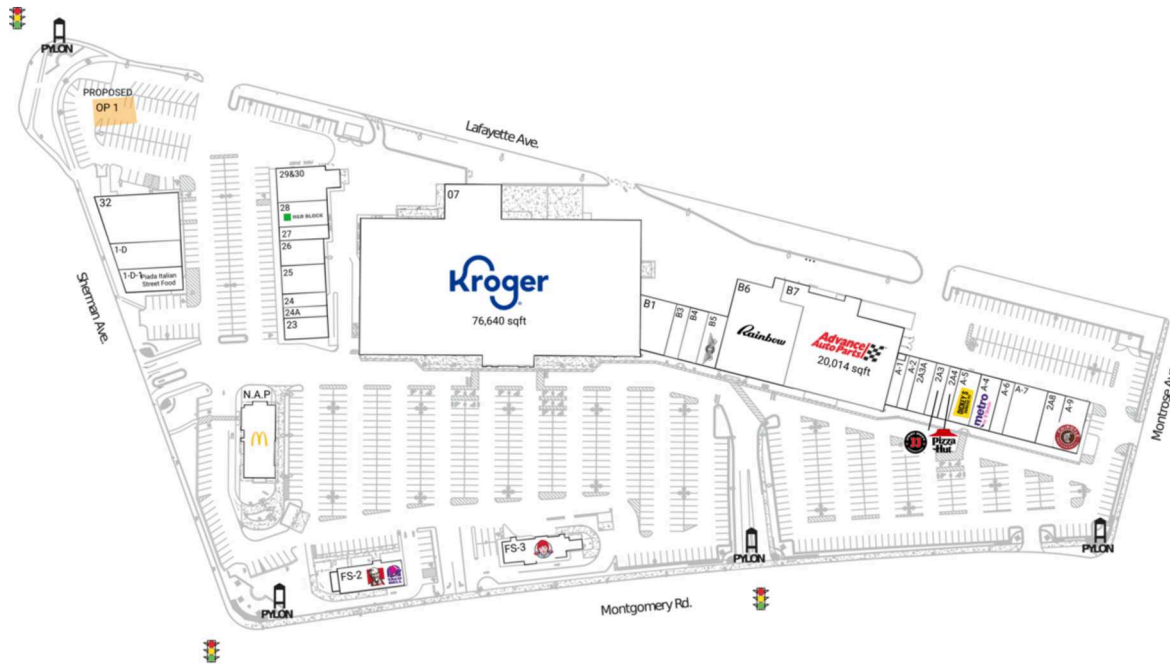 PYLON
PROPOSED
OP 1
Lafayette Ave.
29&30
28
H&R BLOCK
27
26
25
24
24A
23
32
1-D
1-D-1
Piada Italian
Street Food
Sherman Ave.
07
Kroger
76,640 sqft
B1
B3
B4
B5
B6
Rainbow
B7
Advance
Auto Parts
20,014 sqft
A-1
A-2
2A3A
2A3
2A4
A-5
A-4
metro
A-6
A-7
2A8
A-9
JJ
Pizza
Hut
Montrose Ave.
N.A.P
FS-2
FS-3
PYLON
PYLON
PYLON
Montgomery Rd.